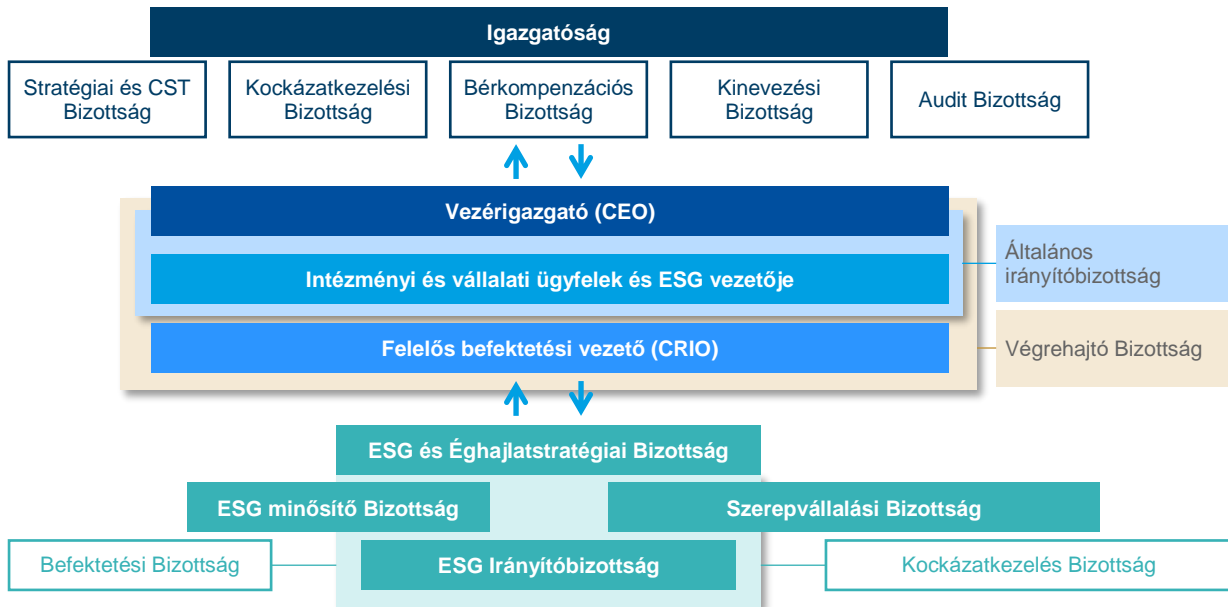 Igazgatóság
Stratégiai és CST
Bizottság
Kockázatkezelési
Bizottság
Bérkompenzációs
Bizottság
Kinevezési
Bizottság
Audit Bizottság
Vezérigazgató (CEO)
Intézményi és vállalati ügyfelek és ESG vezetője
Általános
irányítóbizottság
Felelős befektetési vezető (CRIO)
Végrehajtó Bizottság
ESG és Éghajlatstratégiai Bizottság
ESG minősítő Bizottság
Szerepvállalási Bizottság
Befektetési Bizottság
ESG Irányítóbizottság
Kockázatkezelés Bizottság